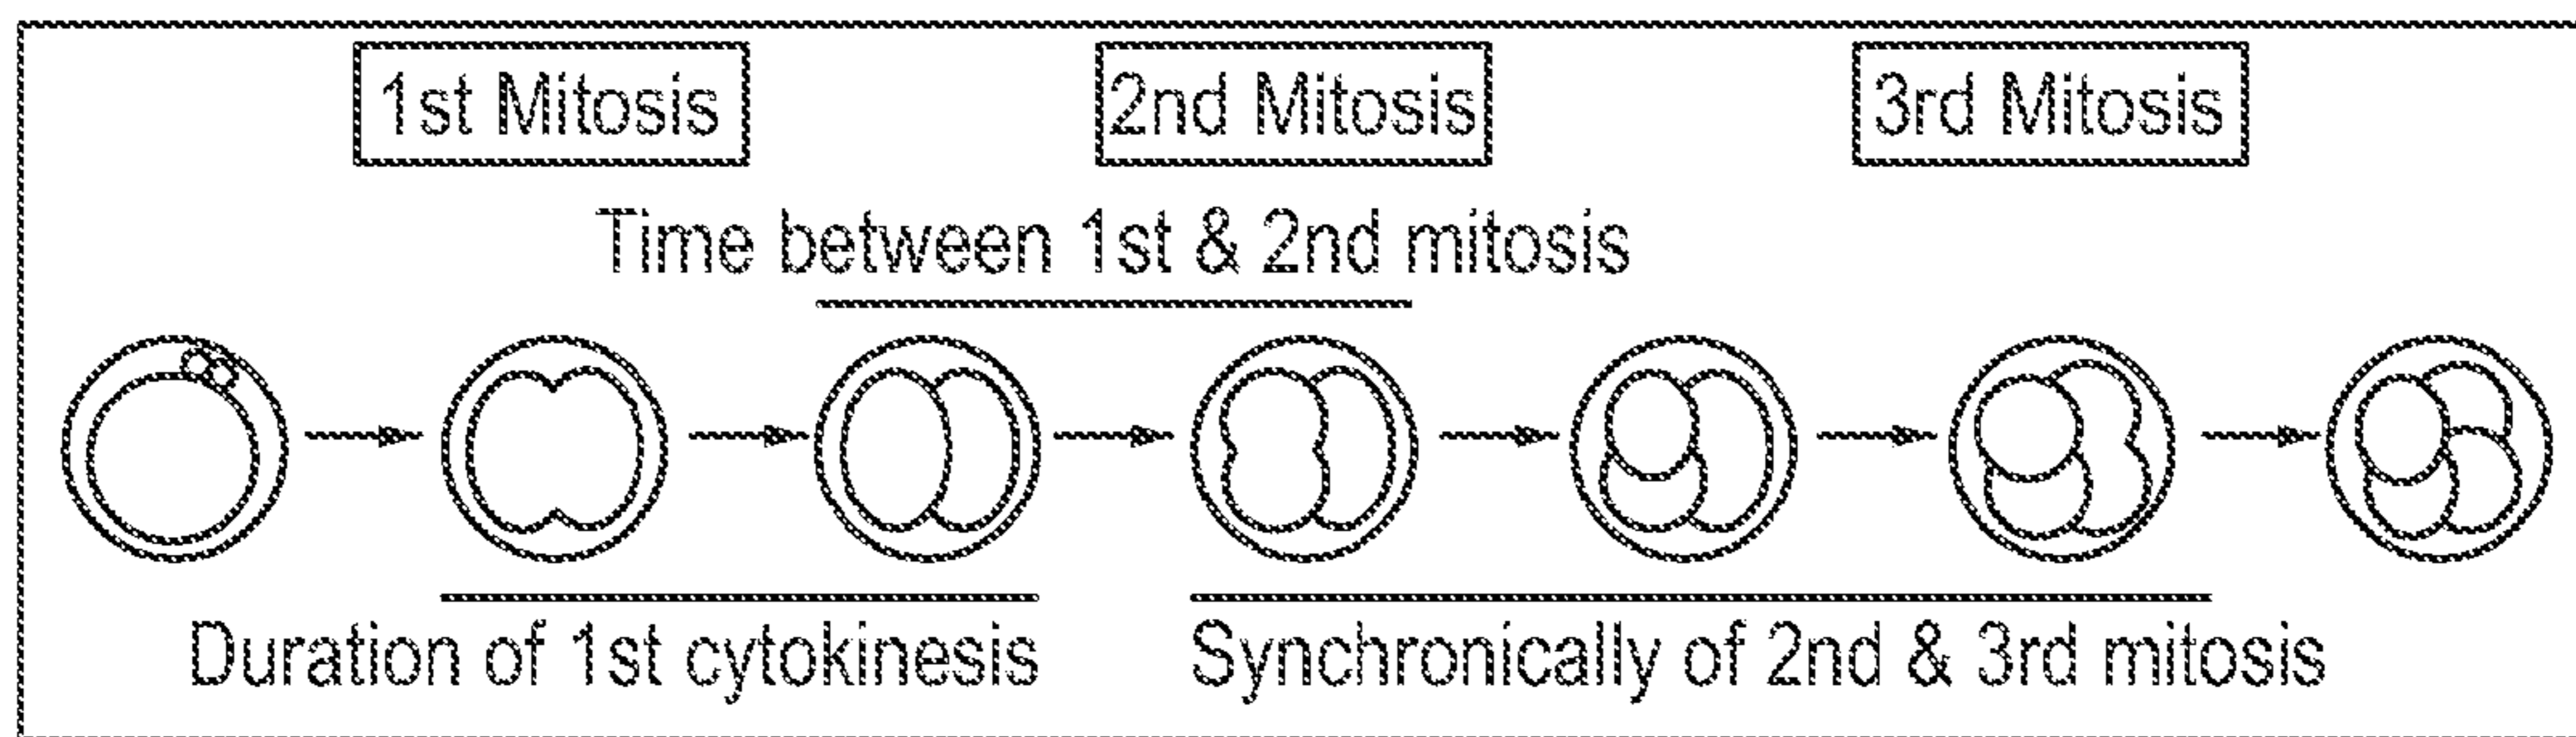 1st Mitosis
2nd Mitosis
3rd Mitosis
Time between 1st & 2nd mitosis
Duration of 1st cytokinesis
Synchronically of 2nd & 3rd mitosis